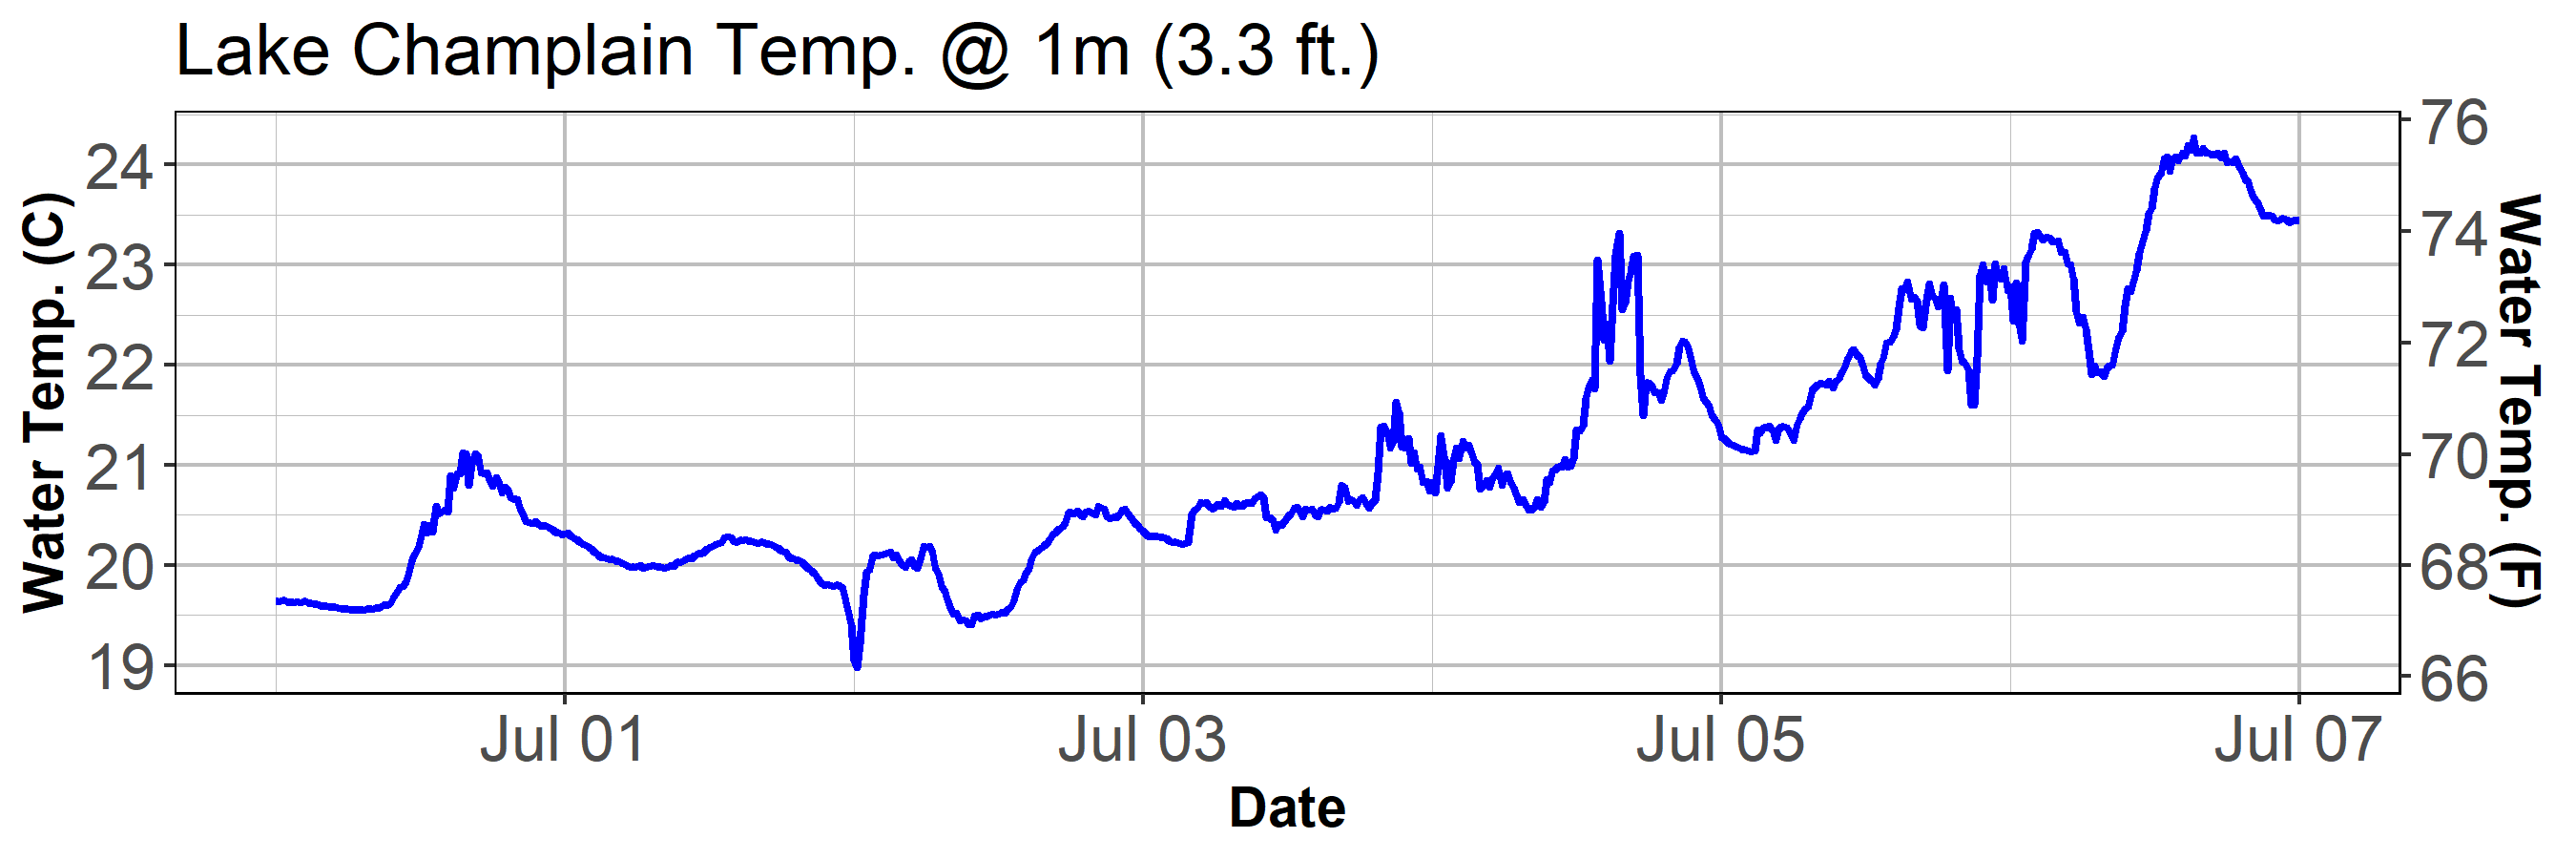 Lake Champlain Temp. @ 1m (3.3 ft.)
Water Temp. (C)
24
23
22
21
20
19
76
74
72
70
68
66
Water Temp. (F)
Jul 01 Jul 03 Jul 05 Jul 07
Date